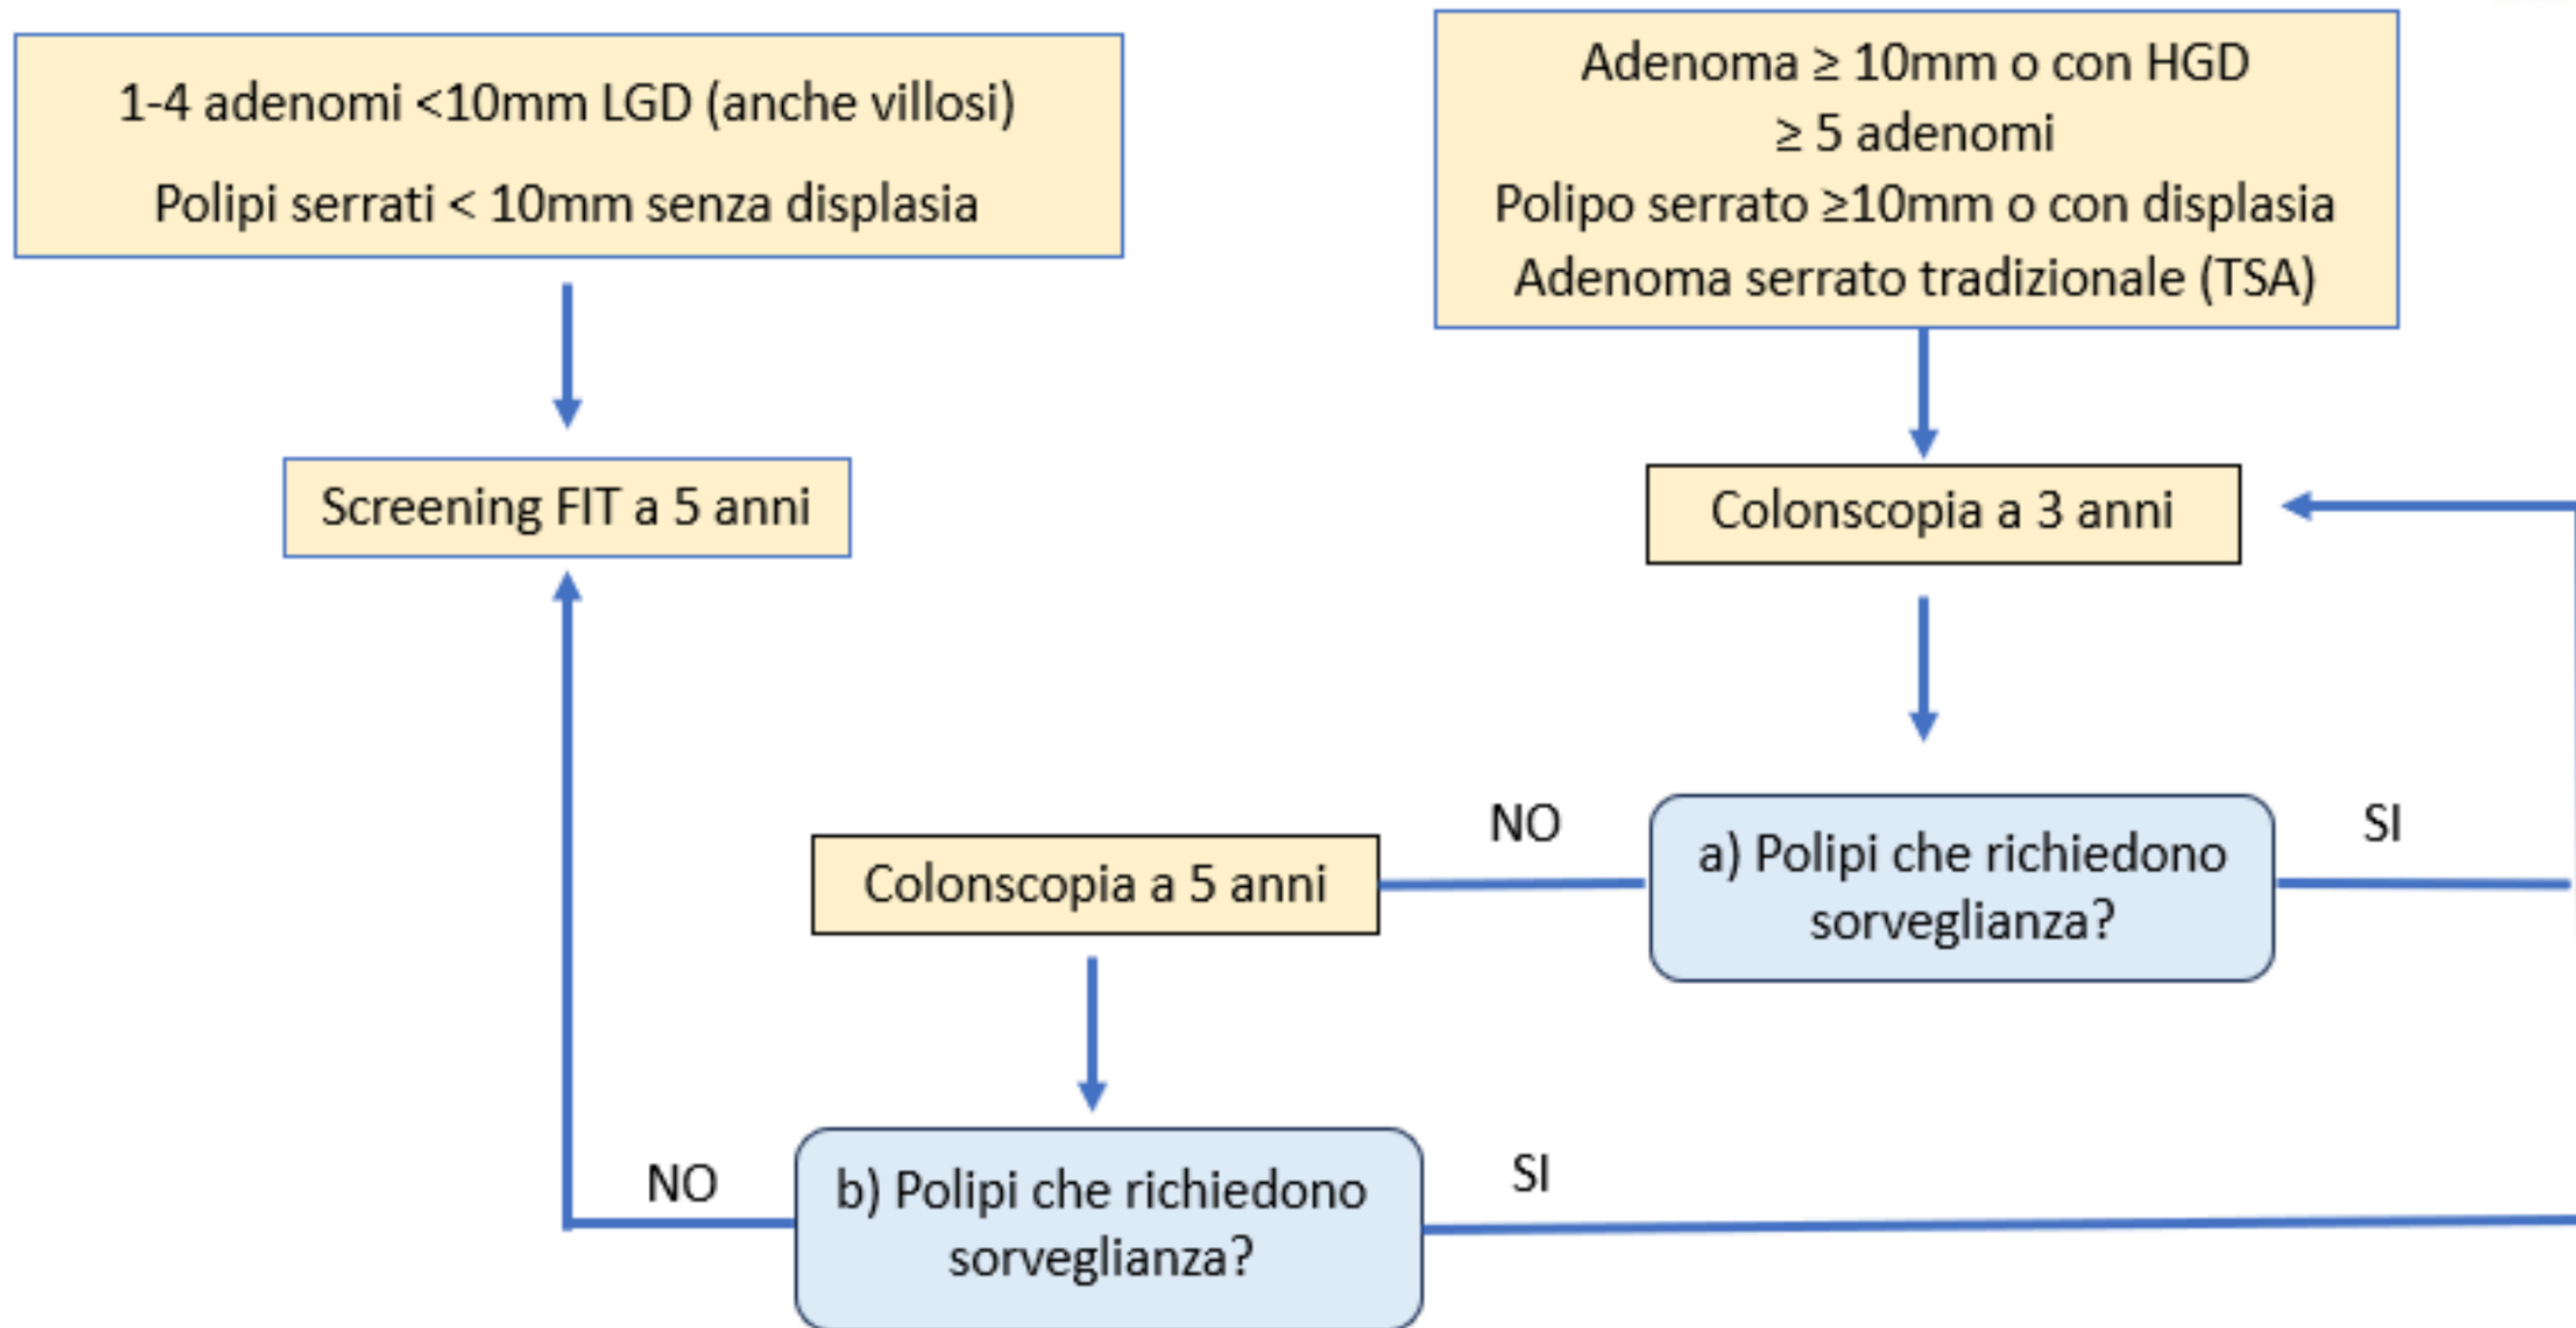 1-4 adenomi <10mm LGD (anche villosi)
Polipi serrati < 10mm senza displasia
Adenoma ≥ 10mm o con HGD
≥ 5 adenomi
Polipo serrato ≥10mm o con displasia
Adenoma serrato tradizionale (TSA)
Screening FIT a 5 anni
Colonscopia a 3 anni
NO
SI
a) Polipi che richiedono
sorveglianza?
Colonscopia a 5 anni
NO
SI
b) Polipi che richiedono
sorveglianza?